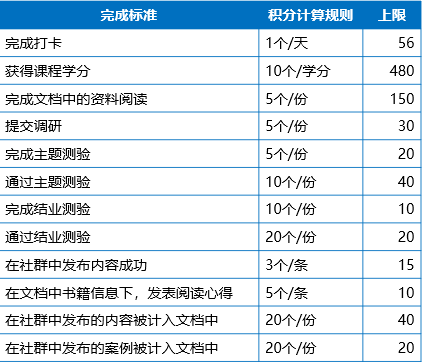 完成标准 积分计算规则 上限
完成打卡 1个/天 56
获得课程学分 10个/学分 480
完成文档中的资料阅读 5个/份 150
提交调研 5个/份 30
完成主题测验 5个/份 20
通过主题测验 10个/份 40
完成结业测验 10个/份 10
通过结业测验 20个/份 20
在社群中发布内容成功 3个/条 15
在文档中书籍信息下，发表阅读心得 5个/条 10
在社群中发布的内容被计入文档中 20个/份 40
在社群中发布的案例被计入文档中 20个/份 20